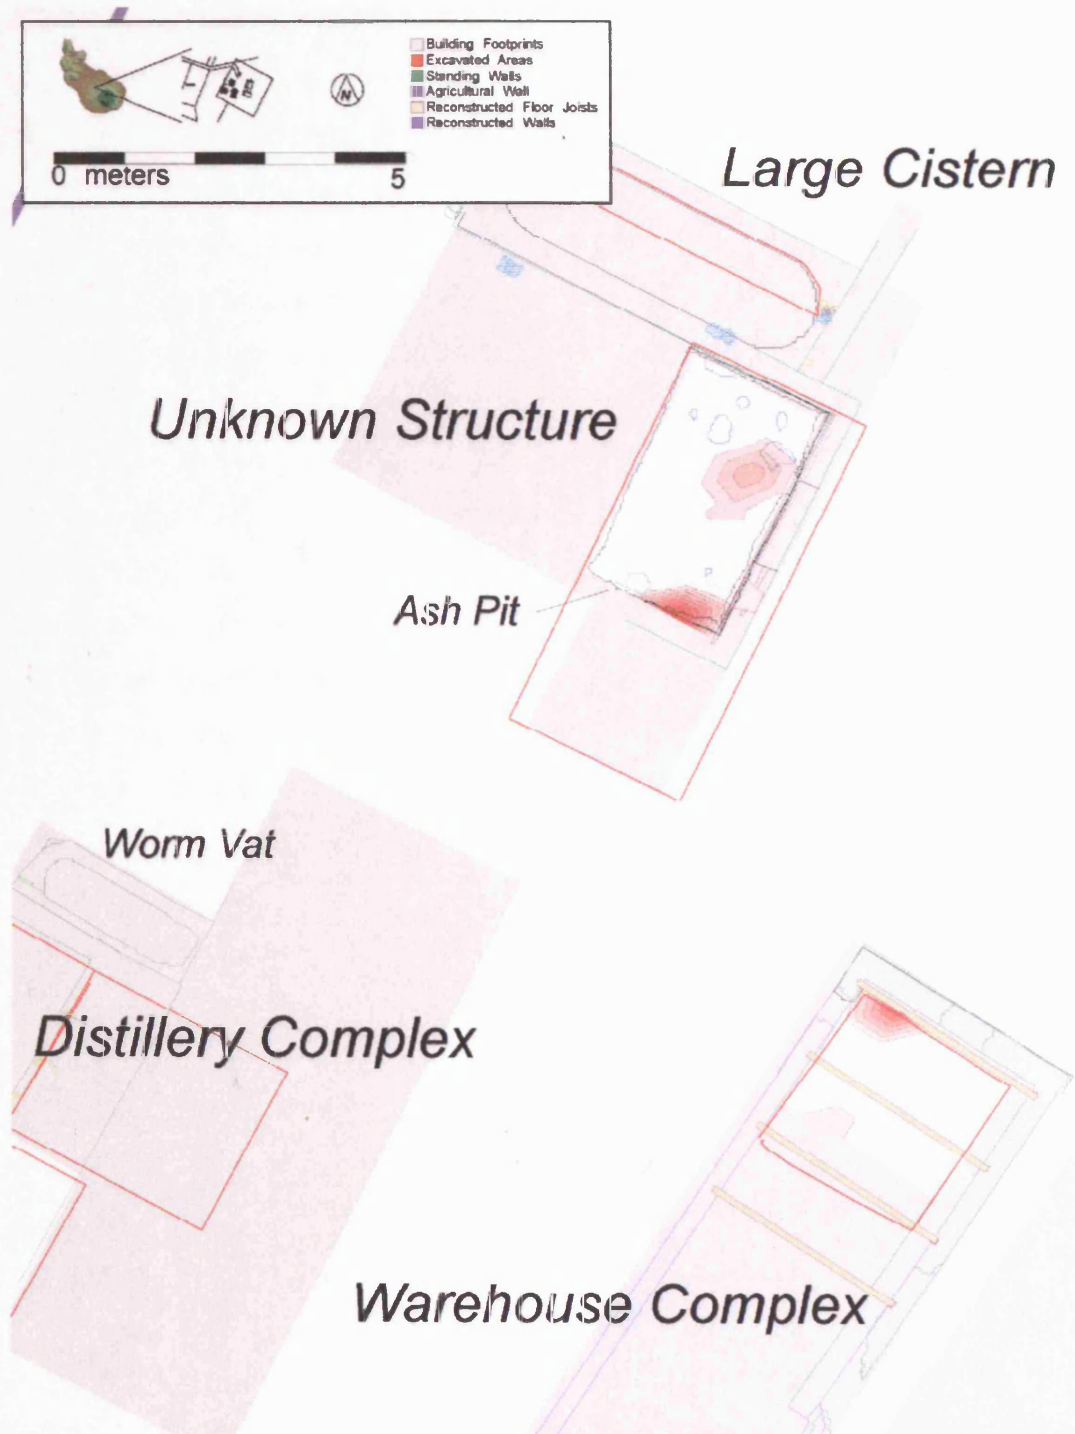 Building Footprints
Excavated Areas
Standing Walls
Agricultural Well
Reconstructed Floor Joists
Reconstructed Walls
N
0 meters 5
Large Cistern
Unknown Structure
Ash Pit
Worm Vat
Distillery Complex
Warehouse Complex